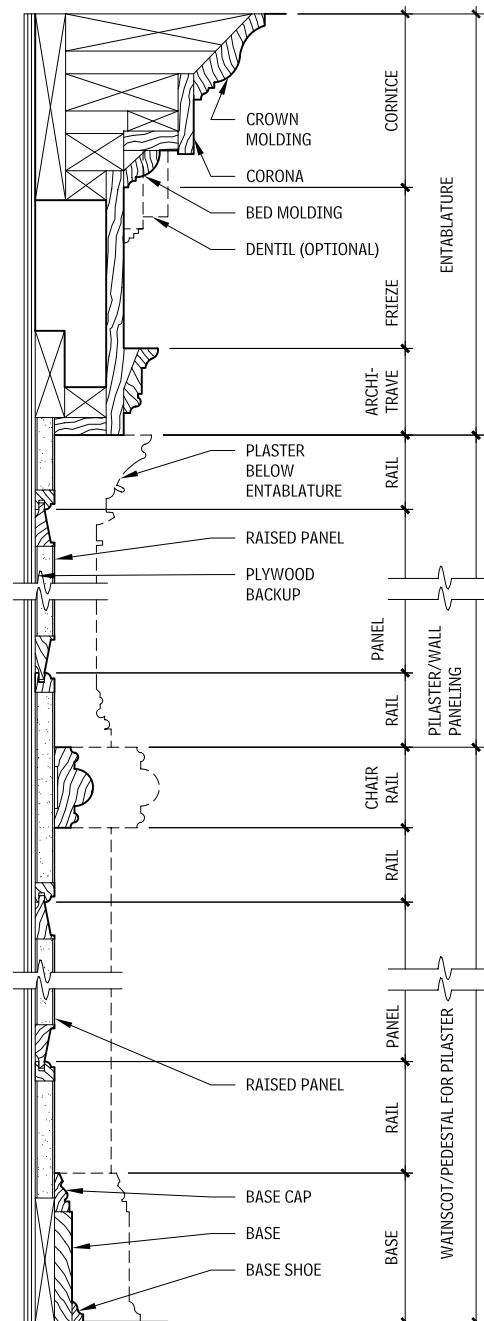 CROWN
MOLDING
CORONA
BED MOLDING
DENTIL (OPTIONAL)
PLASTER
BELOW
ENTABLATURE
RAISED PANEL
PLYWOOD
BACKUP
RAISED PANEL
BASE CAP
BASE
BASE SHOE
CORNICE
FRIEZE
ARCHI-
TRAVE
RAIL
PANEL
RAIL
CHAIR
RAIL
RAIL
PANEL
RAIL
BASE
ENTABLATURE
PILASTER/WALL
PANELING
WAINSCOT/PEDESTAL FOR PILASTER